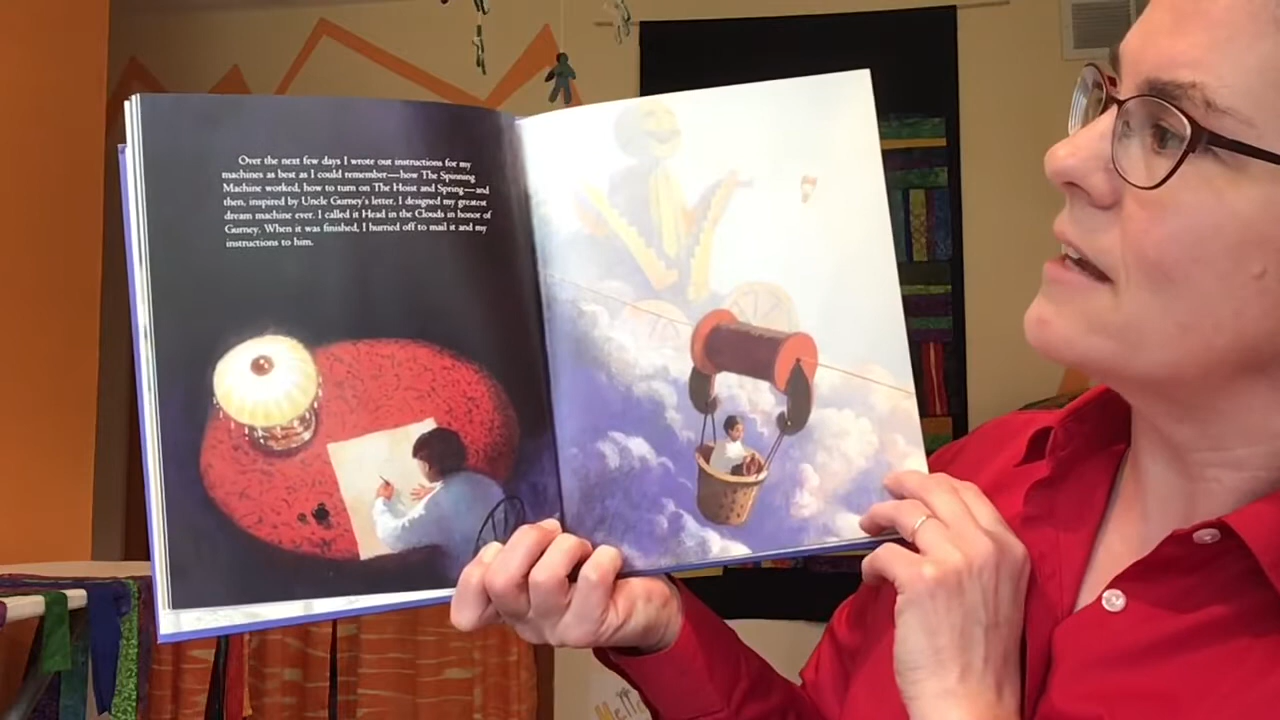 Over the next few days I wrote out instructions for my
machines as best as I could remember—how The Spinning
Machine worked, how to turn on The Hoist and Spring—and
then, inspired by Uncle Gurney's letter, I designed my greatest
dream machine ever. I called it Head in the Clouds in honor of
Gurney. When it was finished, I hurried off to mail it and my
instructions to him.